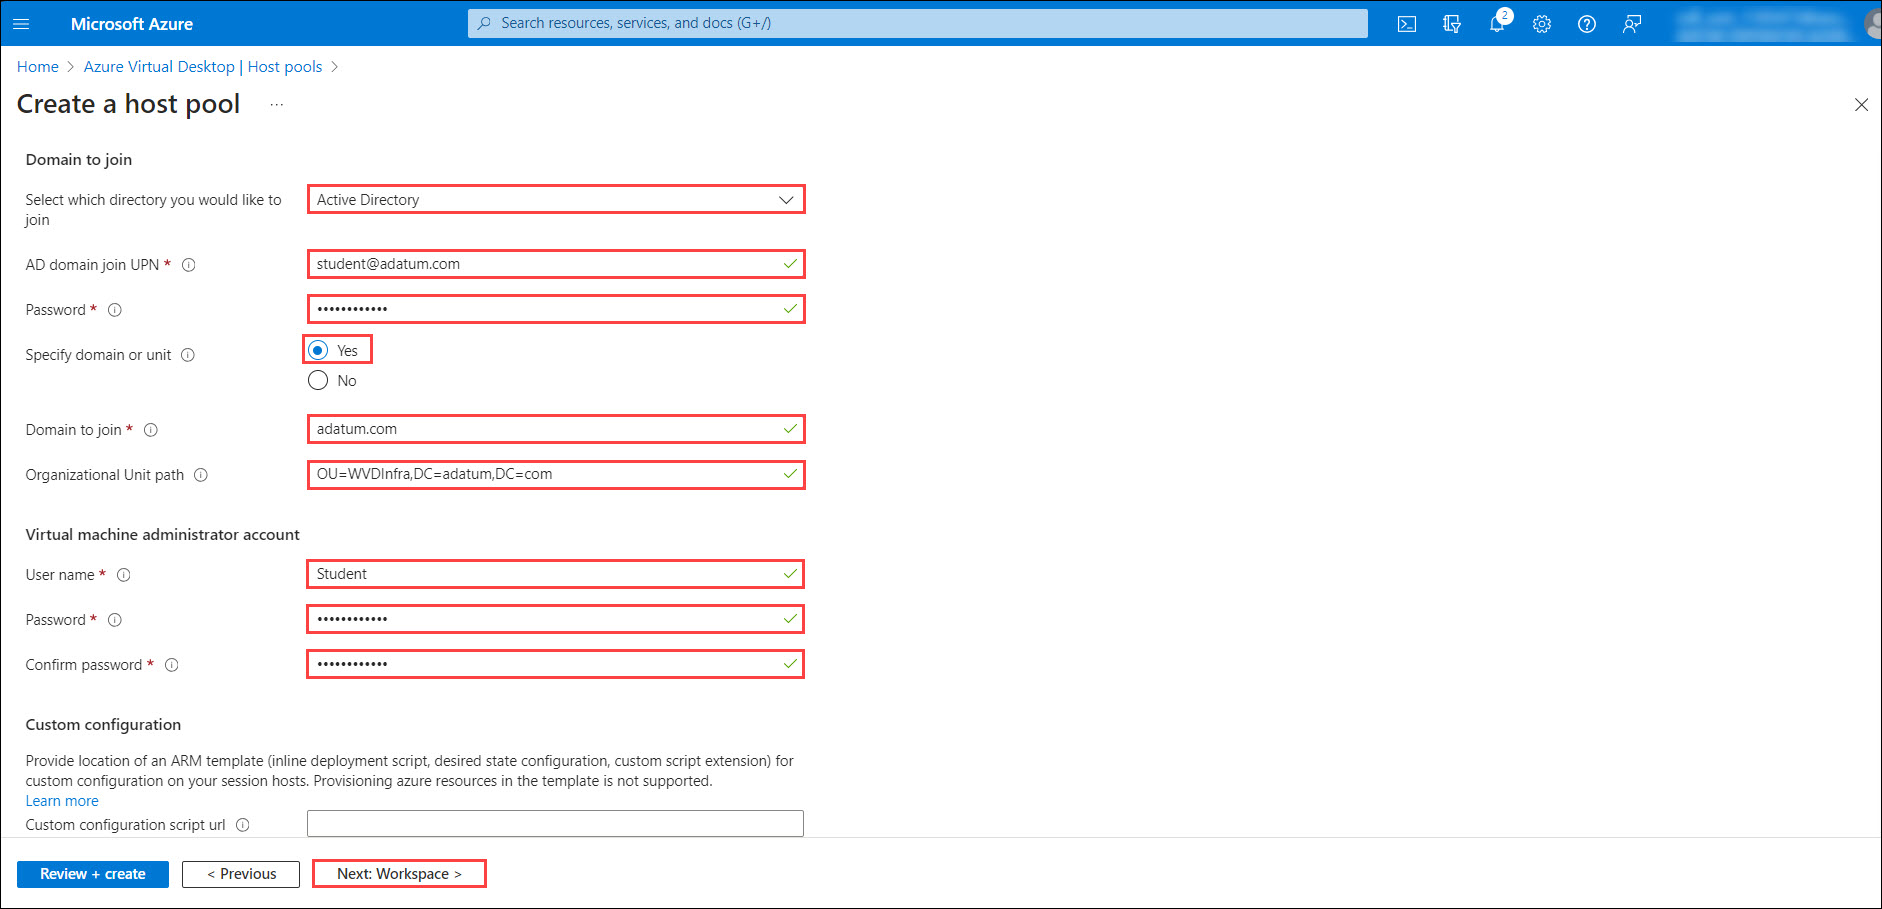 Microsoft Azure
Search resources, services, and docs (G+/)
2
Home > Azure Virtual Desktop | Host pools >
Create a host pool ...
Domain to join
Select which directory you would like to
join
Active Directory
AD domain join UPN *
student@adatum.com
Password *
••••••••••••
Specify domain or unit
Yes
No
Domain to join *
adatum.com
Organizational Unit path
OU=WVDInfra,DC=adatum,DC=com
Virtual machine administrator account
User name *
Student
Password *
••••••••••••
Confirm password *
••••••••••••
Custom configuration
Provide location of an ARM template (inline deployment script, desired state configuration, custom script extension) for
custom configuration on your session hosts. Provisioning azure resources in the template is not supported.
Learn more
Custom configuration script url
Review + create
< Previous
Next: Workspace >